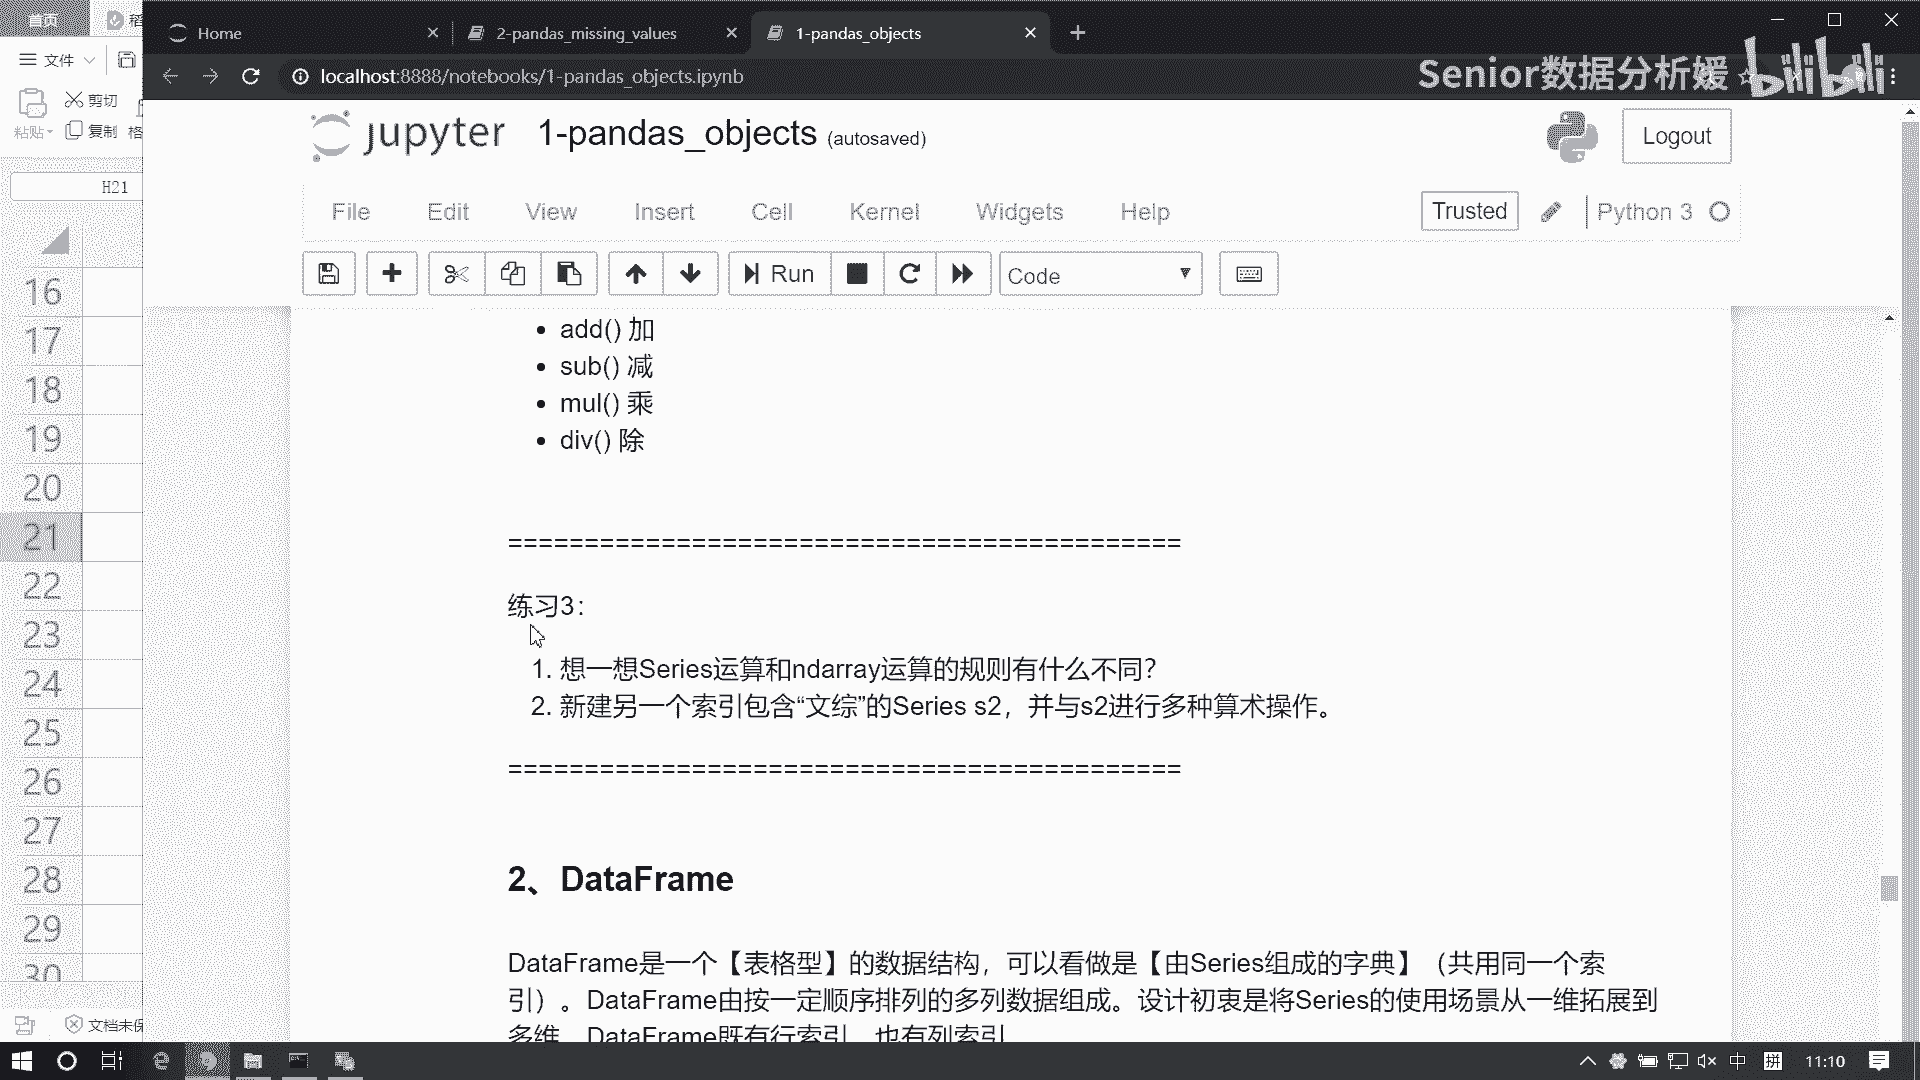 首页
Home
2-pandas_missing_values
1-pandas_objects
文件
localhost:8888/notebooks/1-pandas_objects.ipynb
Senior数据分析媛 bilibili
剪切
粘贴
复制
格
jupyter 1-pandas_objects (autosaved)
Logout
H21
File Edit View Insert Cell Kernel Widgets Help
Trusted
Python 3
Run
Code
16
17
18
19
20
21
22
23
24
25
26
27
28
29
30
• add() 加
• sub() 减
• mul() 乘
• div() 除
============================================
练习3：
1. 想一想Series运算和ndarray运算的规则有什么不同？
2. 新建另一个索引包含“文综”的Series s2，并与s2进行多种算术操作。
============================================
2、DataFrame
DataFrame是一个【表格型】的数据结构，可以看做是【由Series组成的字典】（共用同一个索
引）。DataFrame由按一定顺序排列的多列数据组成。设计初衷是将Series的使用场景从一维拓展到
多维，DataFrame既有行索引，也有列索引
文档未保
中
拼
11:10